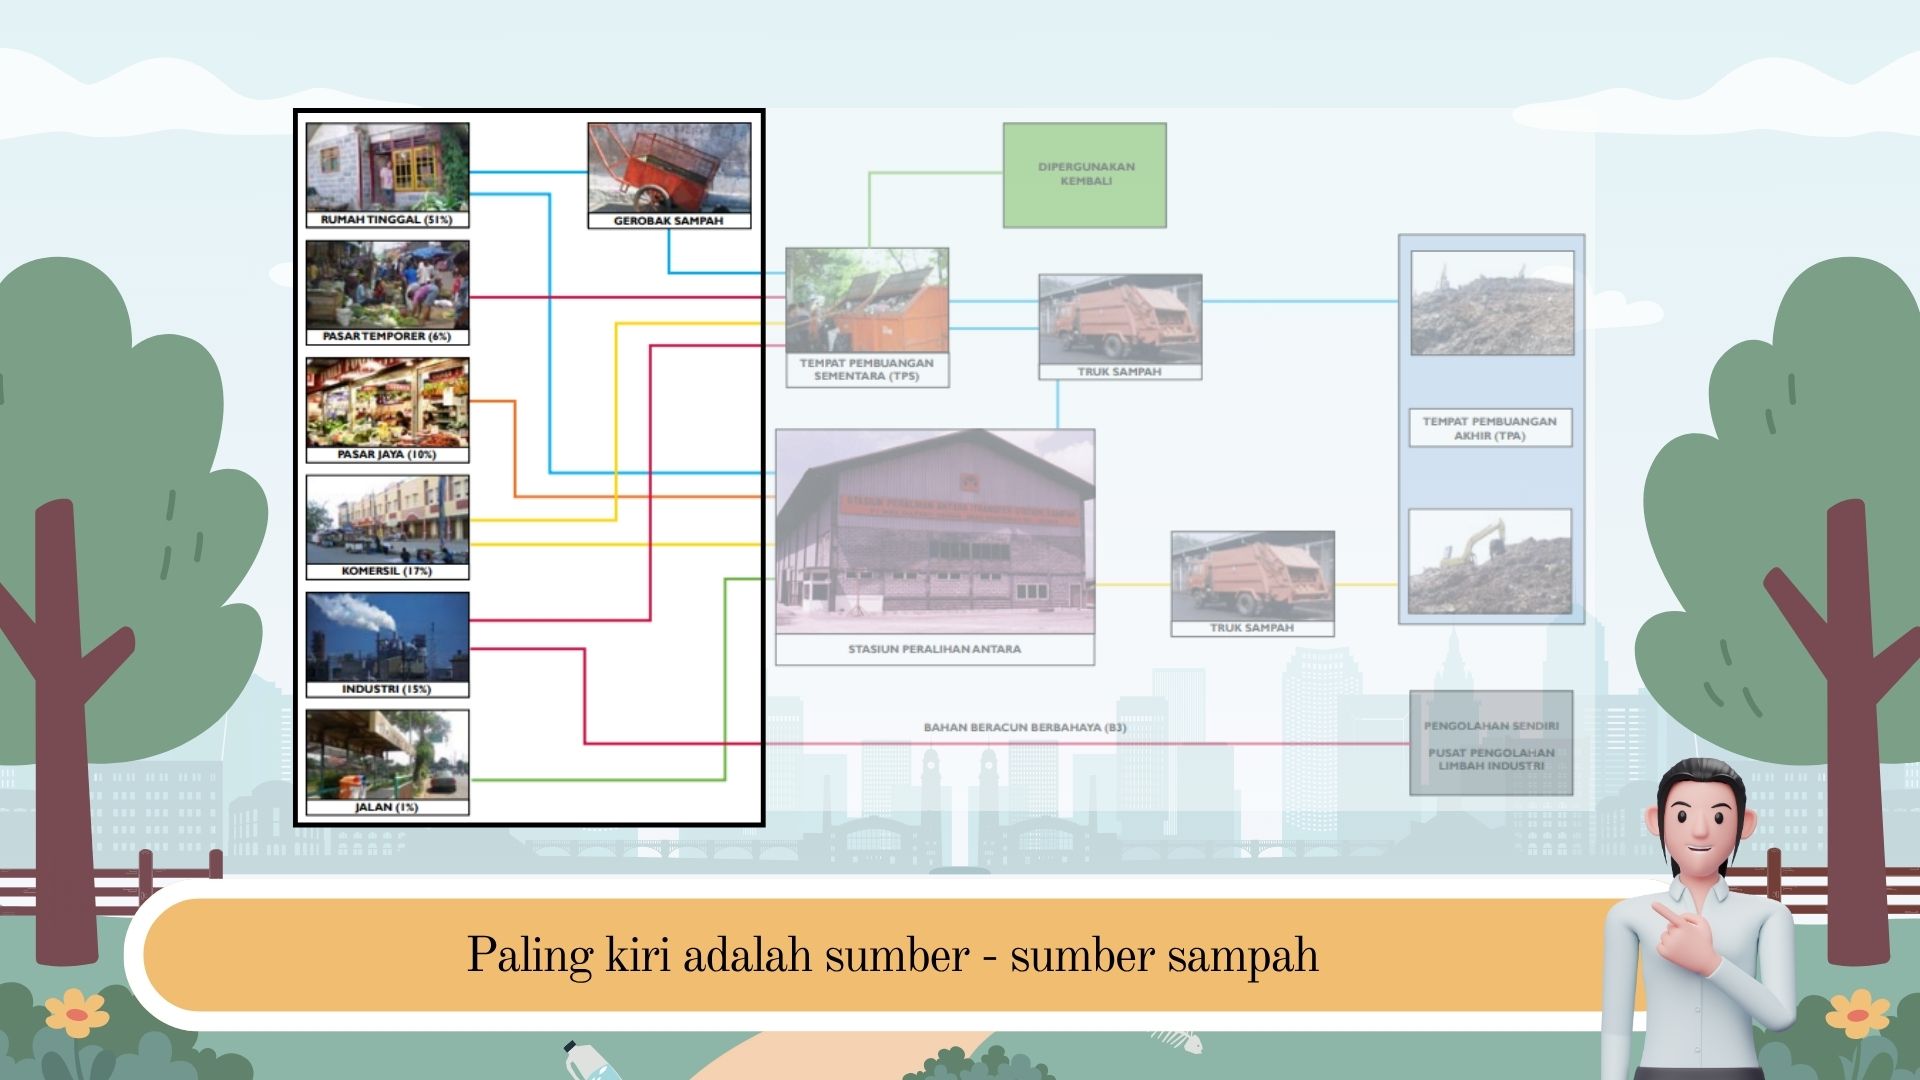 RUMAH TINGGAL (51%)
GEROBAK SAMPAH
PASAR TEMPORER (6%)
PASAR JAYA (10%)
KOMERSIL (17%)
INDUSTRI (15%)
JALAN (1%)
DIPERGUNAKAN
KEMBALI
TEMPAT PEMBUANGAN
SEMENTARA (TPS)
TRUK SAMPAH
STASIUN PERALIHAN ANTARA
TRUK SAMPAH
TEMPAT PEMBUANGAN
AKHIR (TPA)
BAHAN BERACUN BERBAHAYA (B3)
PENGOLAHAN SENDIRI
PUSAT PENGOLAHAN
LIMBAH INDUSTRI
Paling kiri adalah sumber - sumber sampah